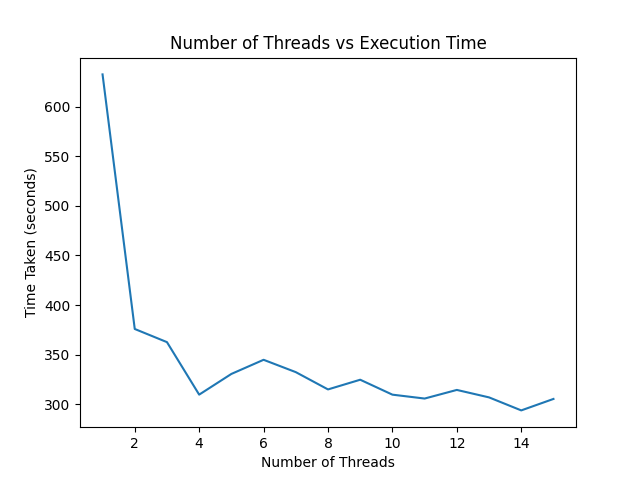 Number of Threads vs Execution Time
Time Taken (seconds)
600
550
500
450
400
350
300
2 4 6 8 10 12 14
Number of Threads